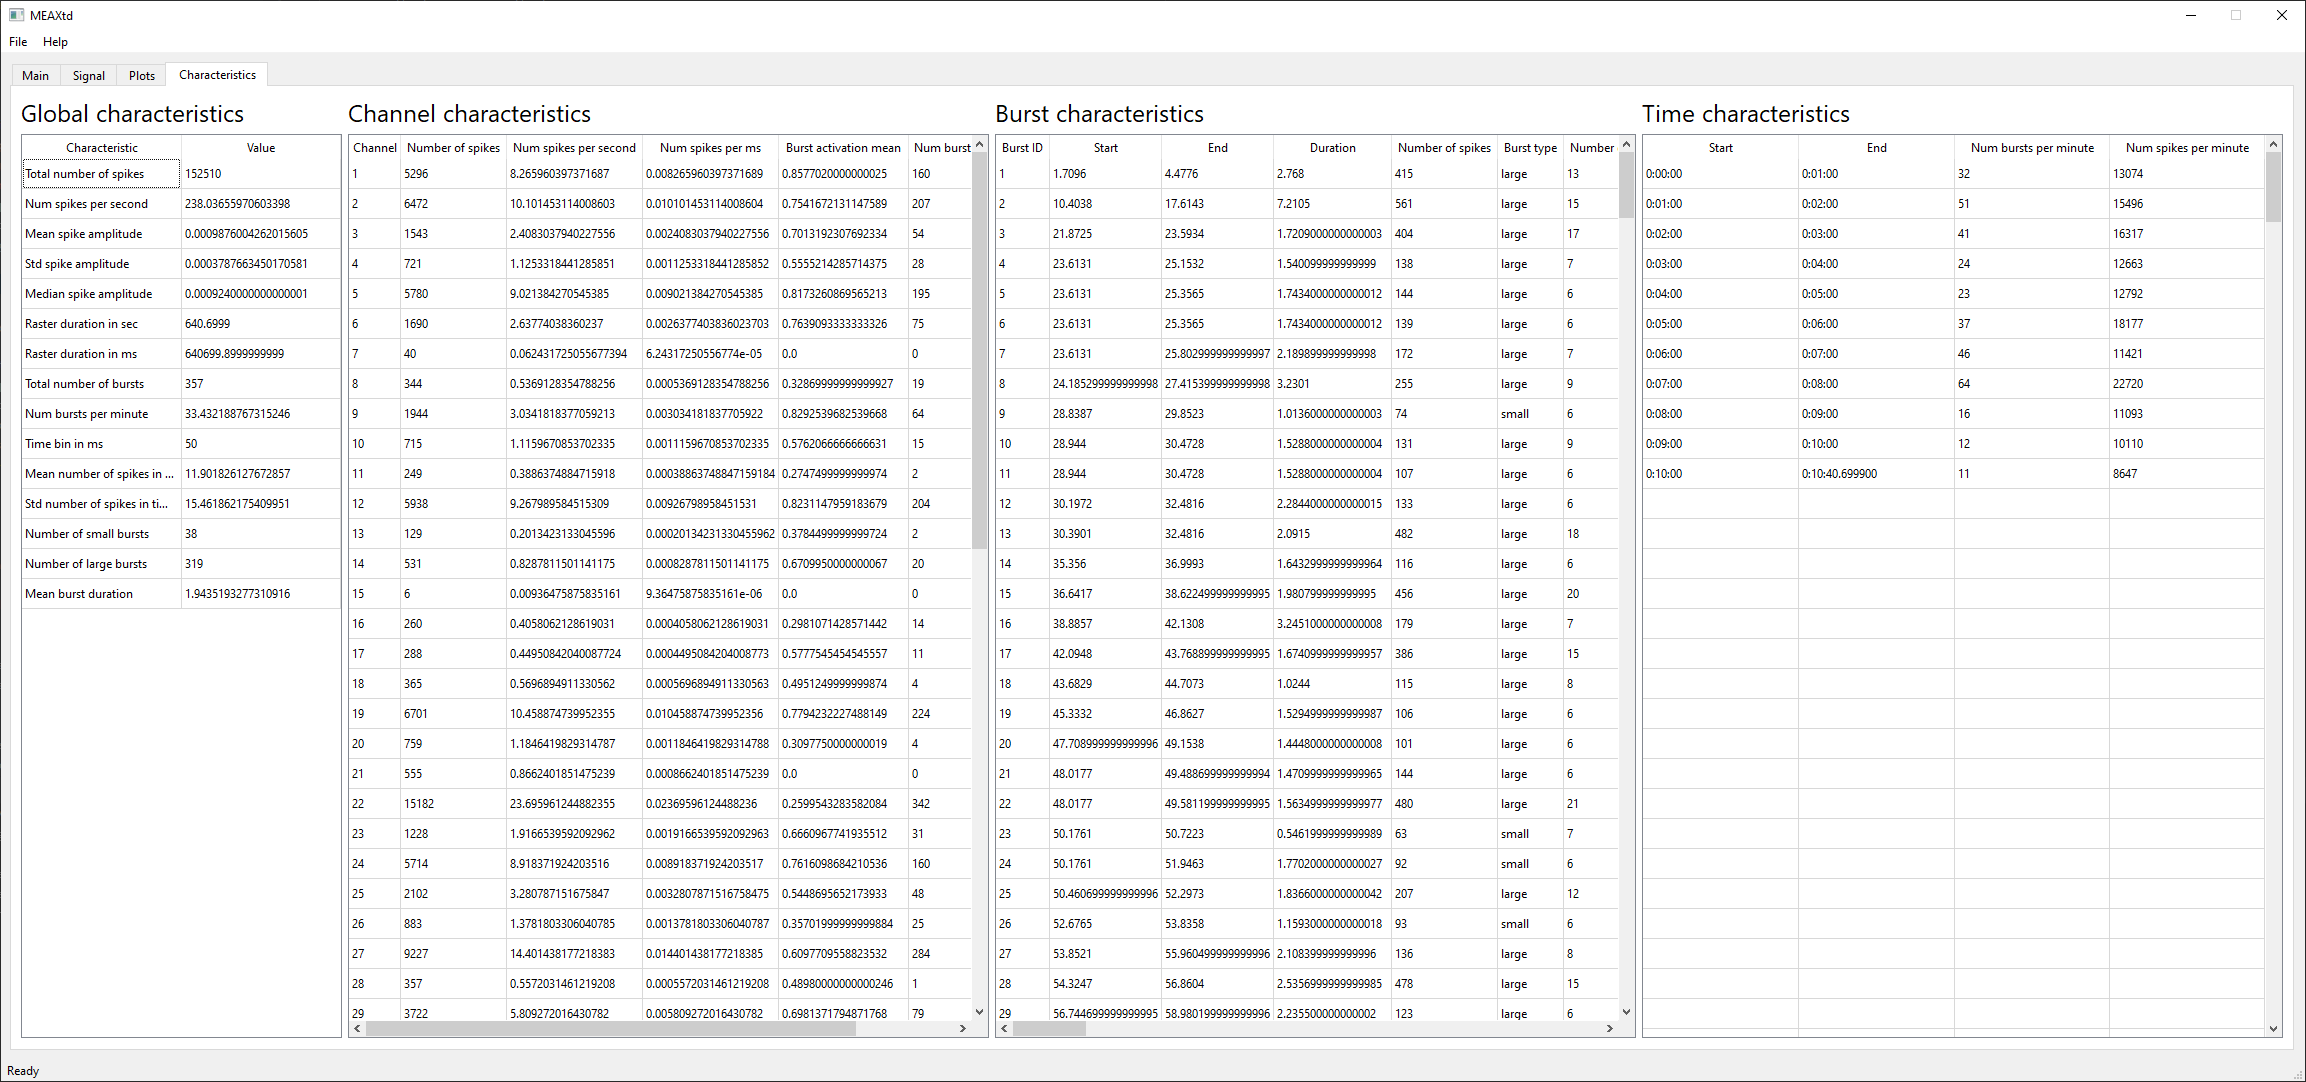 MEAXtd
File Help
Main Signal Plots Characteristics
Global characteristics
Characteristic Value
Total number of spikes 152510
Num spikes per second 238.03655970603398
Mean spike amplitude 0.0009876004262015605
Std spike amplitude 0.0003787663450170581
Median spike amplitude 0.0009240000000000001
Raster duration in sec 640.6999
Raster duration in ms 640699.8999999999
Total number of bursts 357
Num bursts per minute 33.432188767315246
Time bin in ms 50
Mean number of spikes in ... 11.901826127672857
Std number of spikes in ti... 15.461862175409951
Number of small bursts 38
Number of large bursts 319
Mean burst duration 1.9435193277310916
Channel characteristics
Channel Number of spikes Num spikes per second Num spikes per ms Burst activation mean Num burst
1 5296 8.265960397371687 0.008265960397371689 0.8577020000000025 160
2 6472 10.101453114008603 0.010101453114008604 0.7541672131147589 207
3 1543 2.4083037940227556 0.0024083037940227556 0.7013192307692334 54
4 721 1.1253318441285851 0.0011253318441285852 0.5555214285714375 28
5 5780 9.021384270545385 0.009021384270545385 0.8173260869565213 195
6 1690 2.63774038360237 0.0026377403836023703 0.7639093333333326 75
7 40 0.062431725055677394 6.24317250556774e-05 0.0 0
8 344 0.5369128354788256 0.0005369128354788256 0.32869999999999927 19
9 1944 3.0341818377059213 0.003034181837705922 0.8292539682539668 64
10 715 1.1159670853702335 0.0011159670853702335 0.5762066666666631 15
11 249 0.3886374884715918 0.00038863748847159184 0.2747499999999974 2
12 5938 9.267989584515309 0.00926798958451531 0.8231147959183679 204
13 129 0.2013423133045596 0.00020134231330455962 0.3784499999999724 2
14 531 0.8287811501141175 0.0008287811501141175 0.6709950000000067 20
15 6 0.00936475875835161 9.36475875835161e-06 0.0 0
16 260 0.4058062128619031 0.0004058062128619031 0.2981071428571442 14
17 288 0.44950842040087724 0.0004495084204008773 0.5777545454545557 11
18 365 0.5696894911330562 0.0005696894911330563 0.4951249999999874 4
19 6701 10.458874739952355 0.010458874739952356 0.7794232227488149 224
20 759 1.1846419829314787 0.0011846419829314788 0.3097750000000019 4
21 555 0.8662401851475239 0.0008662401851475239 0.0 0
22 15182 23.695961244882355 0.02369596124488236 0.2599543283582084 342
23 1228 1.9166539592092962 0.0019166539592092963 0.6660967741935512 31
24 5714 8.918371924203516 0.008918371924203517 0.7616098684210536 160
25 2102 3.280787151675847 0.0032807871516758475 0.5448695652173933 48
26 883 1.3781803306040785 0.0013781803306040787 0.35701999999999884 25
27 9227 14.401438177218383 0.014401438177218385 0.6097709558823532 284
28 357 0.5572031461219208 0.0005572031461219208 0.48980000000000246 1
29 3722 5.809272016430782 0.005809272016430782 0.6981371794871768 79
Burst characteristics
Burst ID Start End Duration Number of spikes Burst type Number
1 1.7096 4.4776 2.768 415 large 13
2 10.4038 17.6143 7.2105 561 large 15
3 21.8725 23.5934 1.7209000000000003 404 large 17
4 23.6131 25.1532 1.540099999999999 138 large 7
5 23.6131 25.3565 1.7434000000000012 144 large 6
6 23.6131 25.3565 1.7434000000000012 139 large 6
7 23.6131 25.802999999999997 2.189899999999998 172 large 7
8 24.185299999999998 27.415399999999998 3.2301 255 large 9
9 28.8387 29.8523 1.0136000000000003 74 small 6
10 28.944 30.4728 1.5288000000000004 131 large 9
11 28.944 30.4728 1.5288000000000004 107 large 6
12 30.1972 32.4816 2.2844000000000015 133 large 6
13 30.3901 32.4816 2.0915 482 large 18
14 35.356 36.9993 1.6432999999999964 116 large 6
15 36.6417 38.622499999999995 1.980799999999995 456 large 20
16 38.8857 42.1308 3.2451000000000008 179 large 7
17 42.0948 43.768899999999995 1.6740999999999957 386 large 15
18 43.6829 44.7073 1.0244 115 large 8
19 45.3332 46.8627 1.5294999999999987 106 large 6
20 47.708999999999996 49.1538 1.4448000000000008 101 large 6
21 48.0177 49.488699999999994 1.4709999999999965 144 large 6
22 48.0177 49.581199999999995 1.5634999999999977 480 large 21
23 50.1761 50.7223 0.5461999999999989 63 small 7
24 50.1761 51.9463 1.7702000000000027 92 small 6
25 50.460699999999996 52.2973 1.8366000000000042 207 large 12
26 52.6765 53.8358 1.1593000000000018 93 small 6
27 53.8521 55.960499999999996 2.108399999999996 136 large 8
28 54.3247 56.8604 2.5356999999999985 478 large 15
29 56.744699999999995 58.980199999999996 2.235500000000002 123 large 6
Time characteristics
Start End Num bursts per minute Num spikes per minute
0:00:00 0:01:00 32 13074
0:01:00 0:02:00 51 15496
0:02:00 0:03:00 41 16317
0:03:00 0:04:00 24 12663
0:04:00 0:05:00 23 12792
0:05:00 0:06:00 37 18177
0:06:00 0:07:00 46 11421
0:07:00 0:08:00 64 22720
0:08:00 0:09:00 16 11093
0:09:00 0:10:00 12 10110
0:10:00 0:10:40.699900 11 8647
Ready